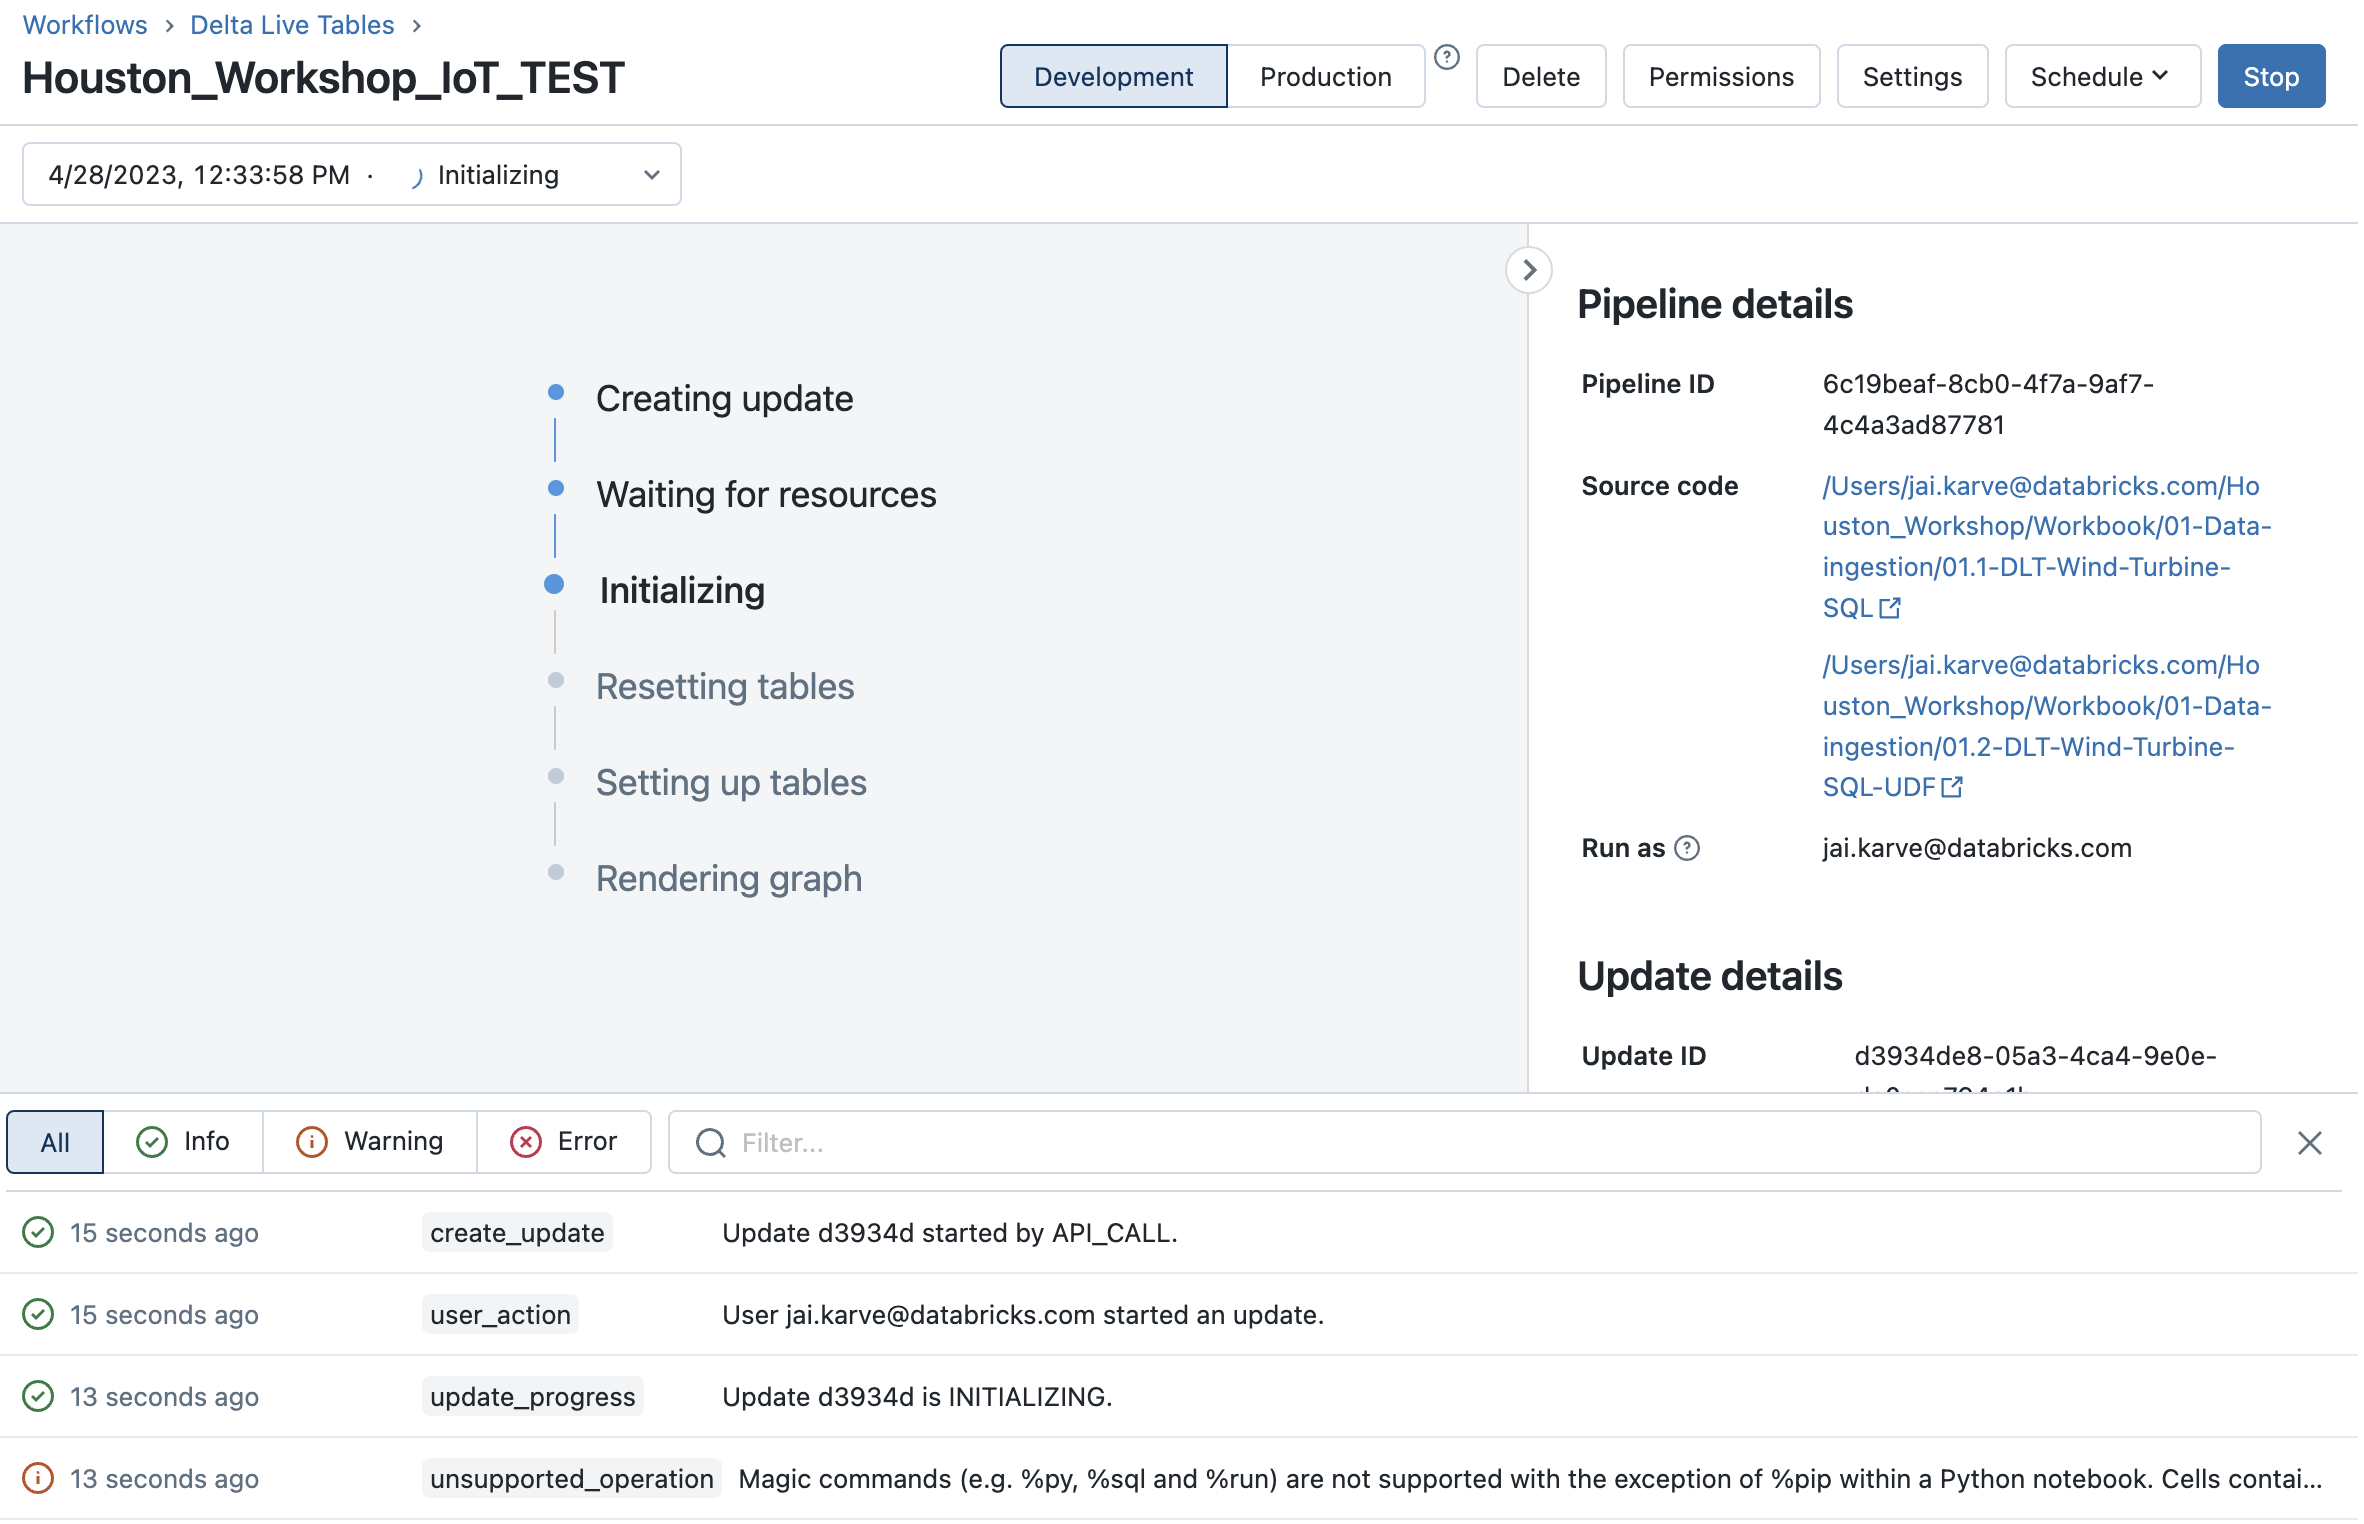 Workflows > Delta Live Tables >
Houston_Workshop_IoT_TEST
Development Production ? Delete Permissions Settings Schedule Stop
4/28/2023, 12:33:58 PM · Initializing
Creating update
Waiting for resources
Initializing
Resetting tables
Setting up tables
Rendering graph
Pipeline details
Pipeline ID 6c19beaf-8cb0-4f7a-9af7-
4c4a3ad87781
Source code /Users/jai.karve@databricks.com/Ho
uston_Workshop/Workbook/01-Data-
ingestion/01.1-DLT-Wind-Turbine-
SQL
/Users/jai.karve@databricks.com/Ho
uston_Workshop/Workbook/01-Data-
ingestion/01.2-DLT-Wind-Turbine-
SQL-UDF
Run as ? jai.karve@databricks.com
Update details
Update ID d3934de8-05a3-4ca4-9e0e-
All Info Warning Error Filter...
15 seconds ago create_update Update d3934d started by API_CALL.
15 seconds ago user_action User jai.karve@databricks.com started an update.
13 seconds ago update_progress Update d3934d is INITIALIZING.
13 seconds ago unsupported_operation Magic commands (e.g. %py, %sql and %run) are not supported with the exception of %pip within a Python notebook. Cells contai...